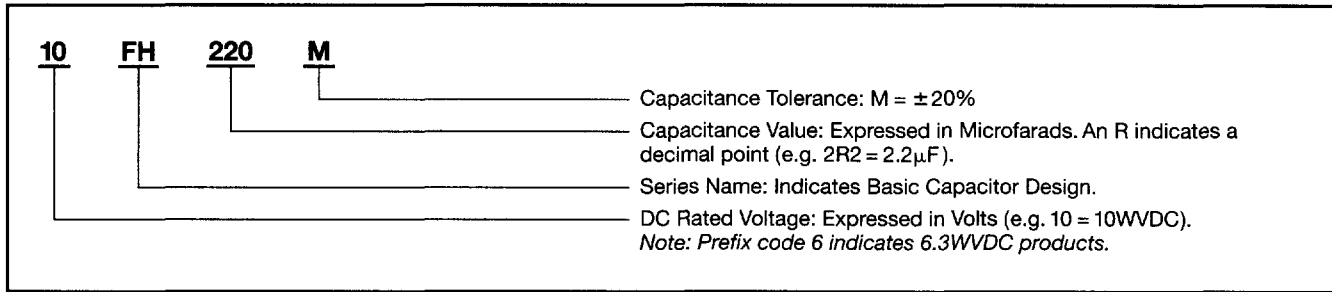 10 FH 220 M
Capacitance Tolerance: M = ±20%
Capacitance Value: Expressed in Microfarads. An R indicates a
decimal point (e.g. 2R2 = 2.2μF).
Series Name: Indicates Basic Capacitor Design.
DC Rated Voltage: Expressed in Volts (e.g. 10 = 10WVDC).
Note: Prefix code 6 indicates 6.3WVDC products.